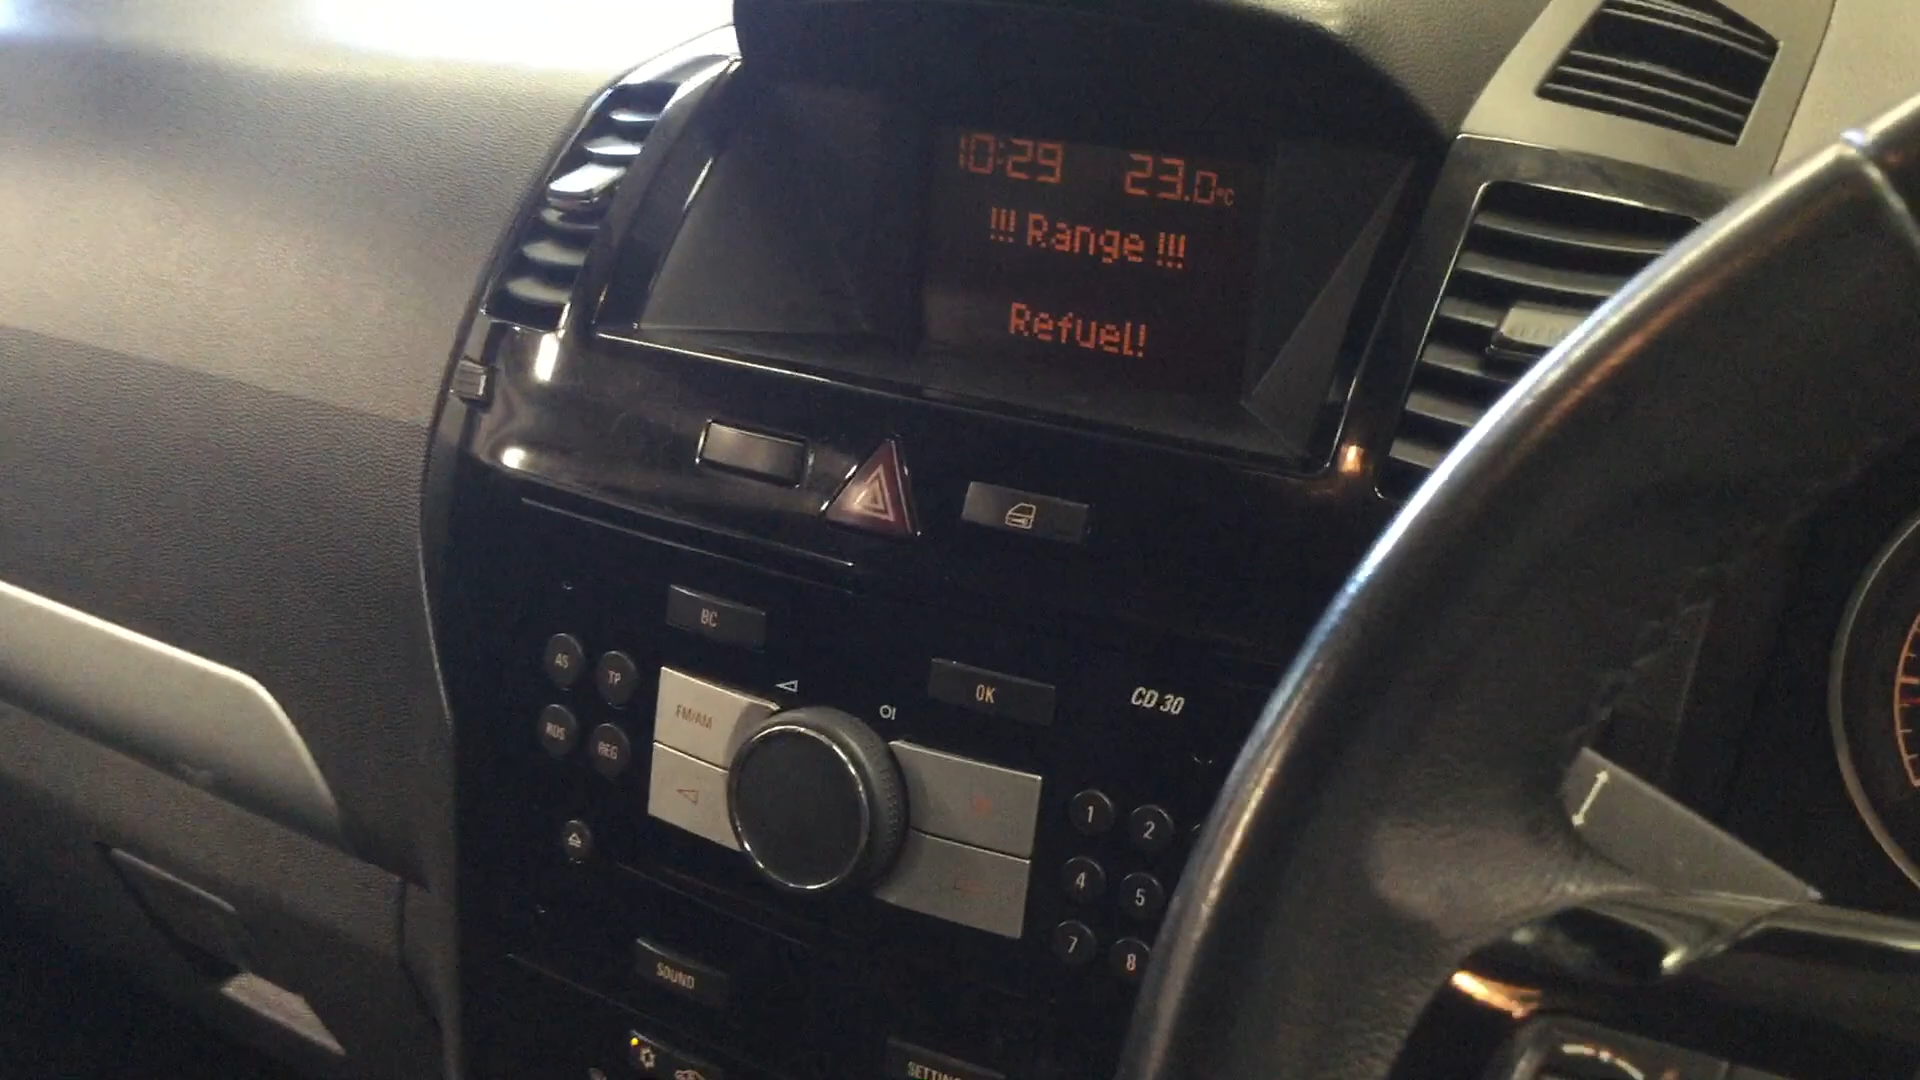 10:29 23.0°C
!!! Range !!!
Refuel!
BC
AS
TP
FM/AM
OK
CD 30
RDS
REG
1
2
4
5
7
8
SOUND